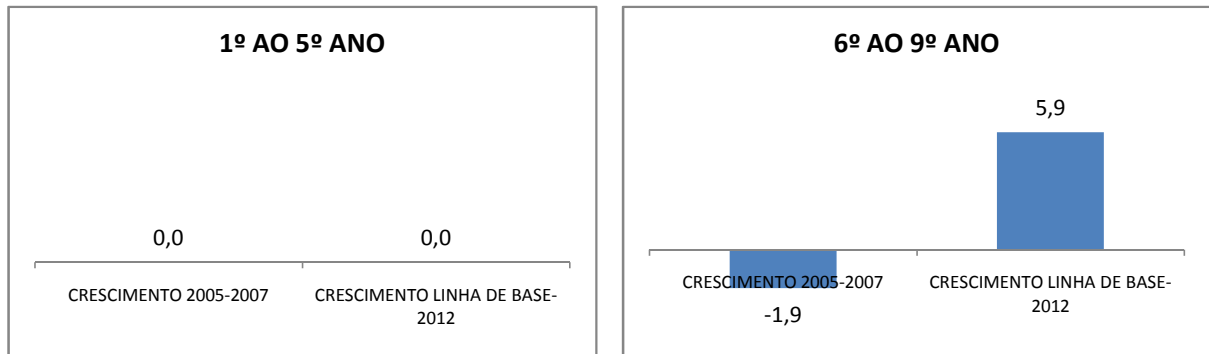 1º AO 5º ANO
0,0
0,0
CRESCIMENTO 2005-2007
CRESCIMENTO LINHA DE BASE-
2012
6º AO 9º ANO
5,9
CRESCIMENTO 2005-2007
CRESCIMENTO LINHA DE BASE-
2012
-1,9